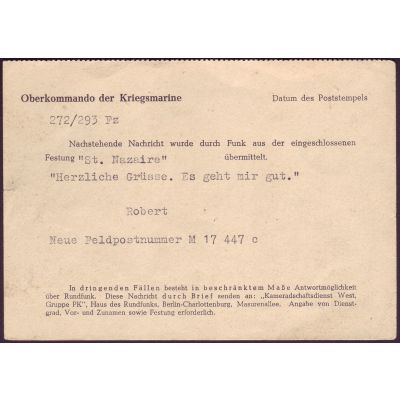 Oberkommando der Kriegsmarine Datum des Poststempels
272/293 Fz
Nachstehende Nachricht wurde durch Funk aus der eingeschlossenen
Festung "St. Nazaire" übermittelt.
"Herzliche Grüsse. Es geht mir gut."
Robert
Neue Feldpostnummer M 17 447 c
In dringenden Fällen besteht in beschränktem Maße Antwortmöglichkeit
über Rundfunk. Diese Nachricht durch Brief senden an: „Kameradschaftsdienst West,
Gruppe PK", Haus des Rundfunks, Berlin-Charlottenburg, Masurenallee. Angabe von Dienst-
grad, Vor- und Zunamen sowie Festung erforderlich.